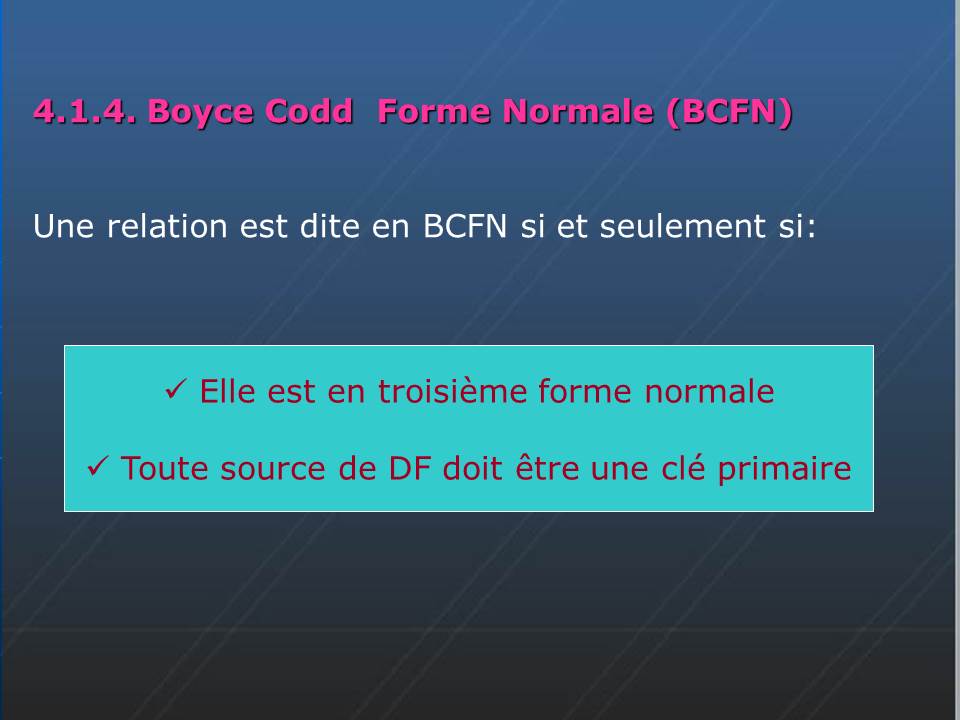 4.1.4. Boyce Codd  Forme Normale (BCFN)
Une relation est dite en BCFN si et seulement si:
✓ Elle est en troisième forme normale
✓ Toute source de DF doit être une clé primaire